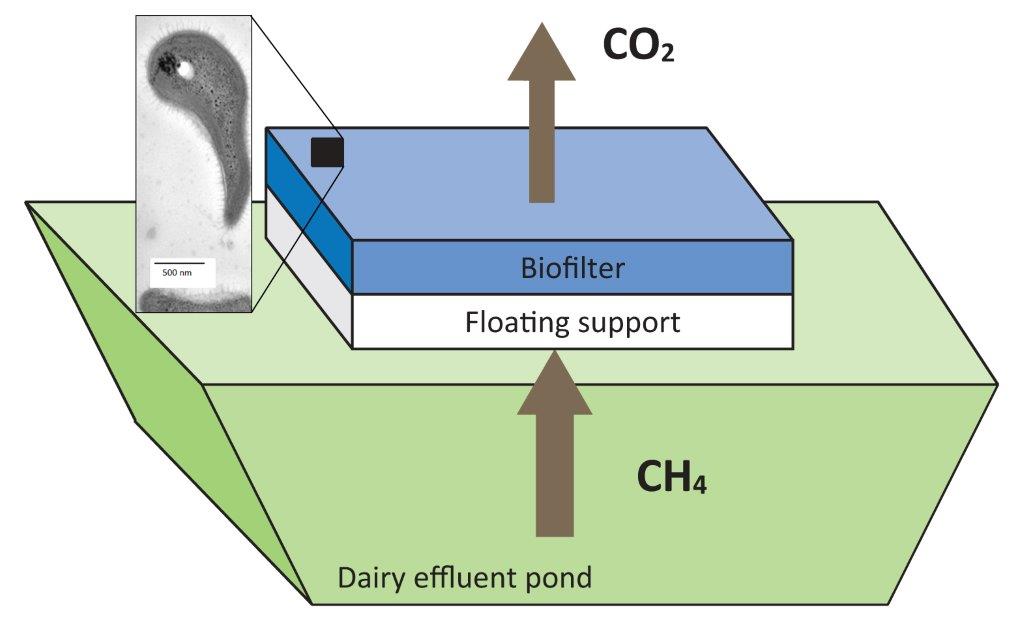 CO₂
500 nm
Biofilter
Floating support
CH₄
Dairy effluent pond